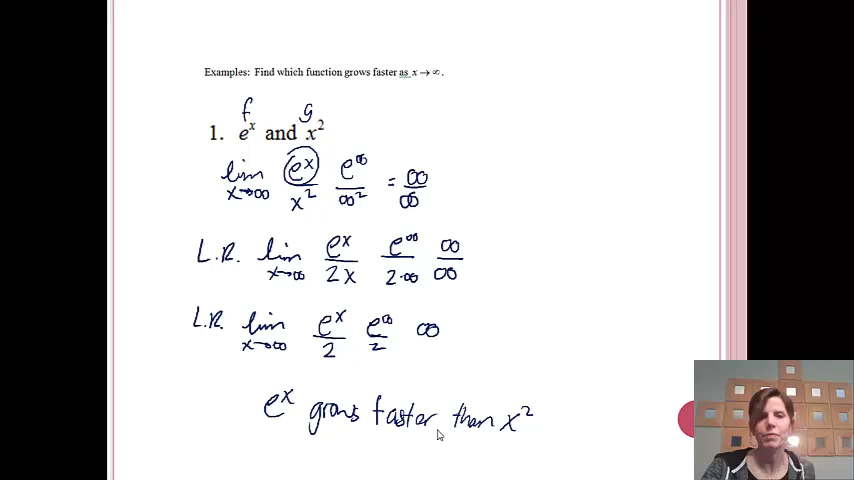 Examples: Find which function grows faster as x → ∞.
f g
1. e^x and x^2
lim x→∞ e^x/x^2 e^∞/∞^2 = ∞/∞
L.R. lim x→∞ e^x/2x e^∞/2·∞ ∞/∞
L.R. lim x→∞ e^x/2 e^∞/2 ∞
e^x grows faster than x^2